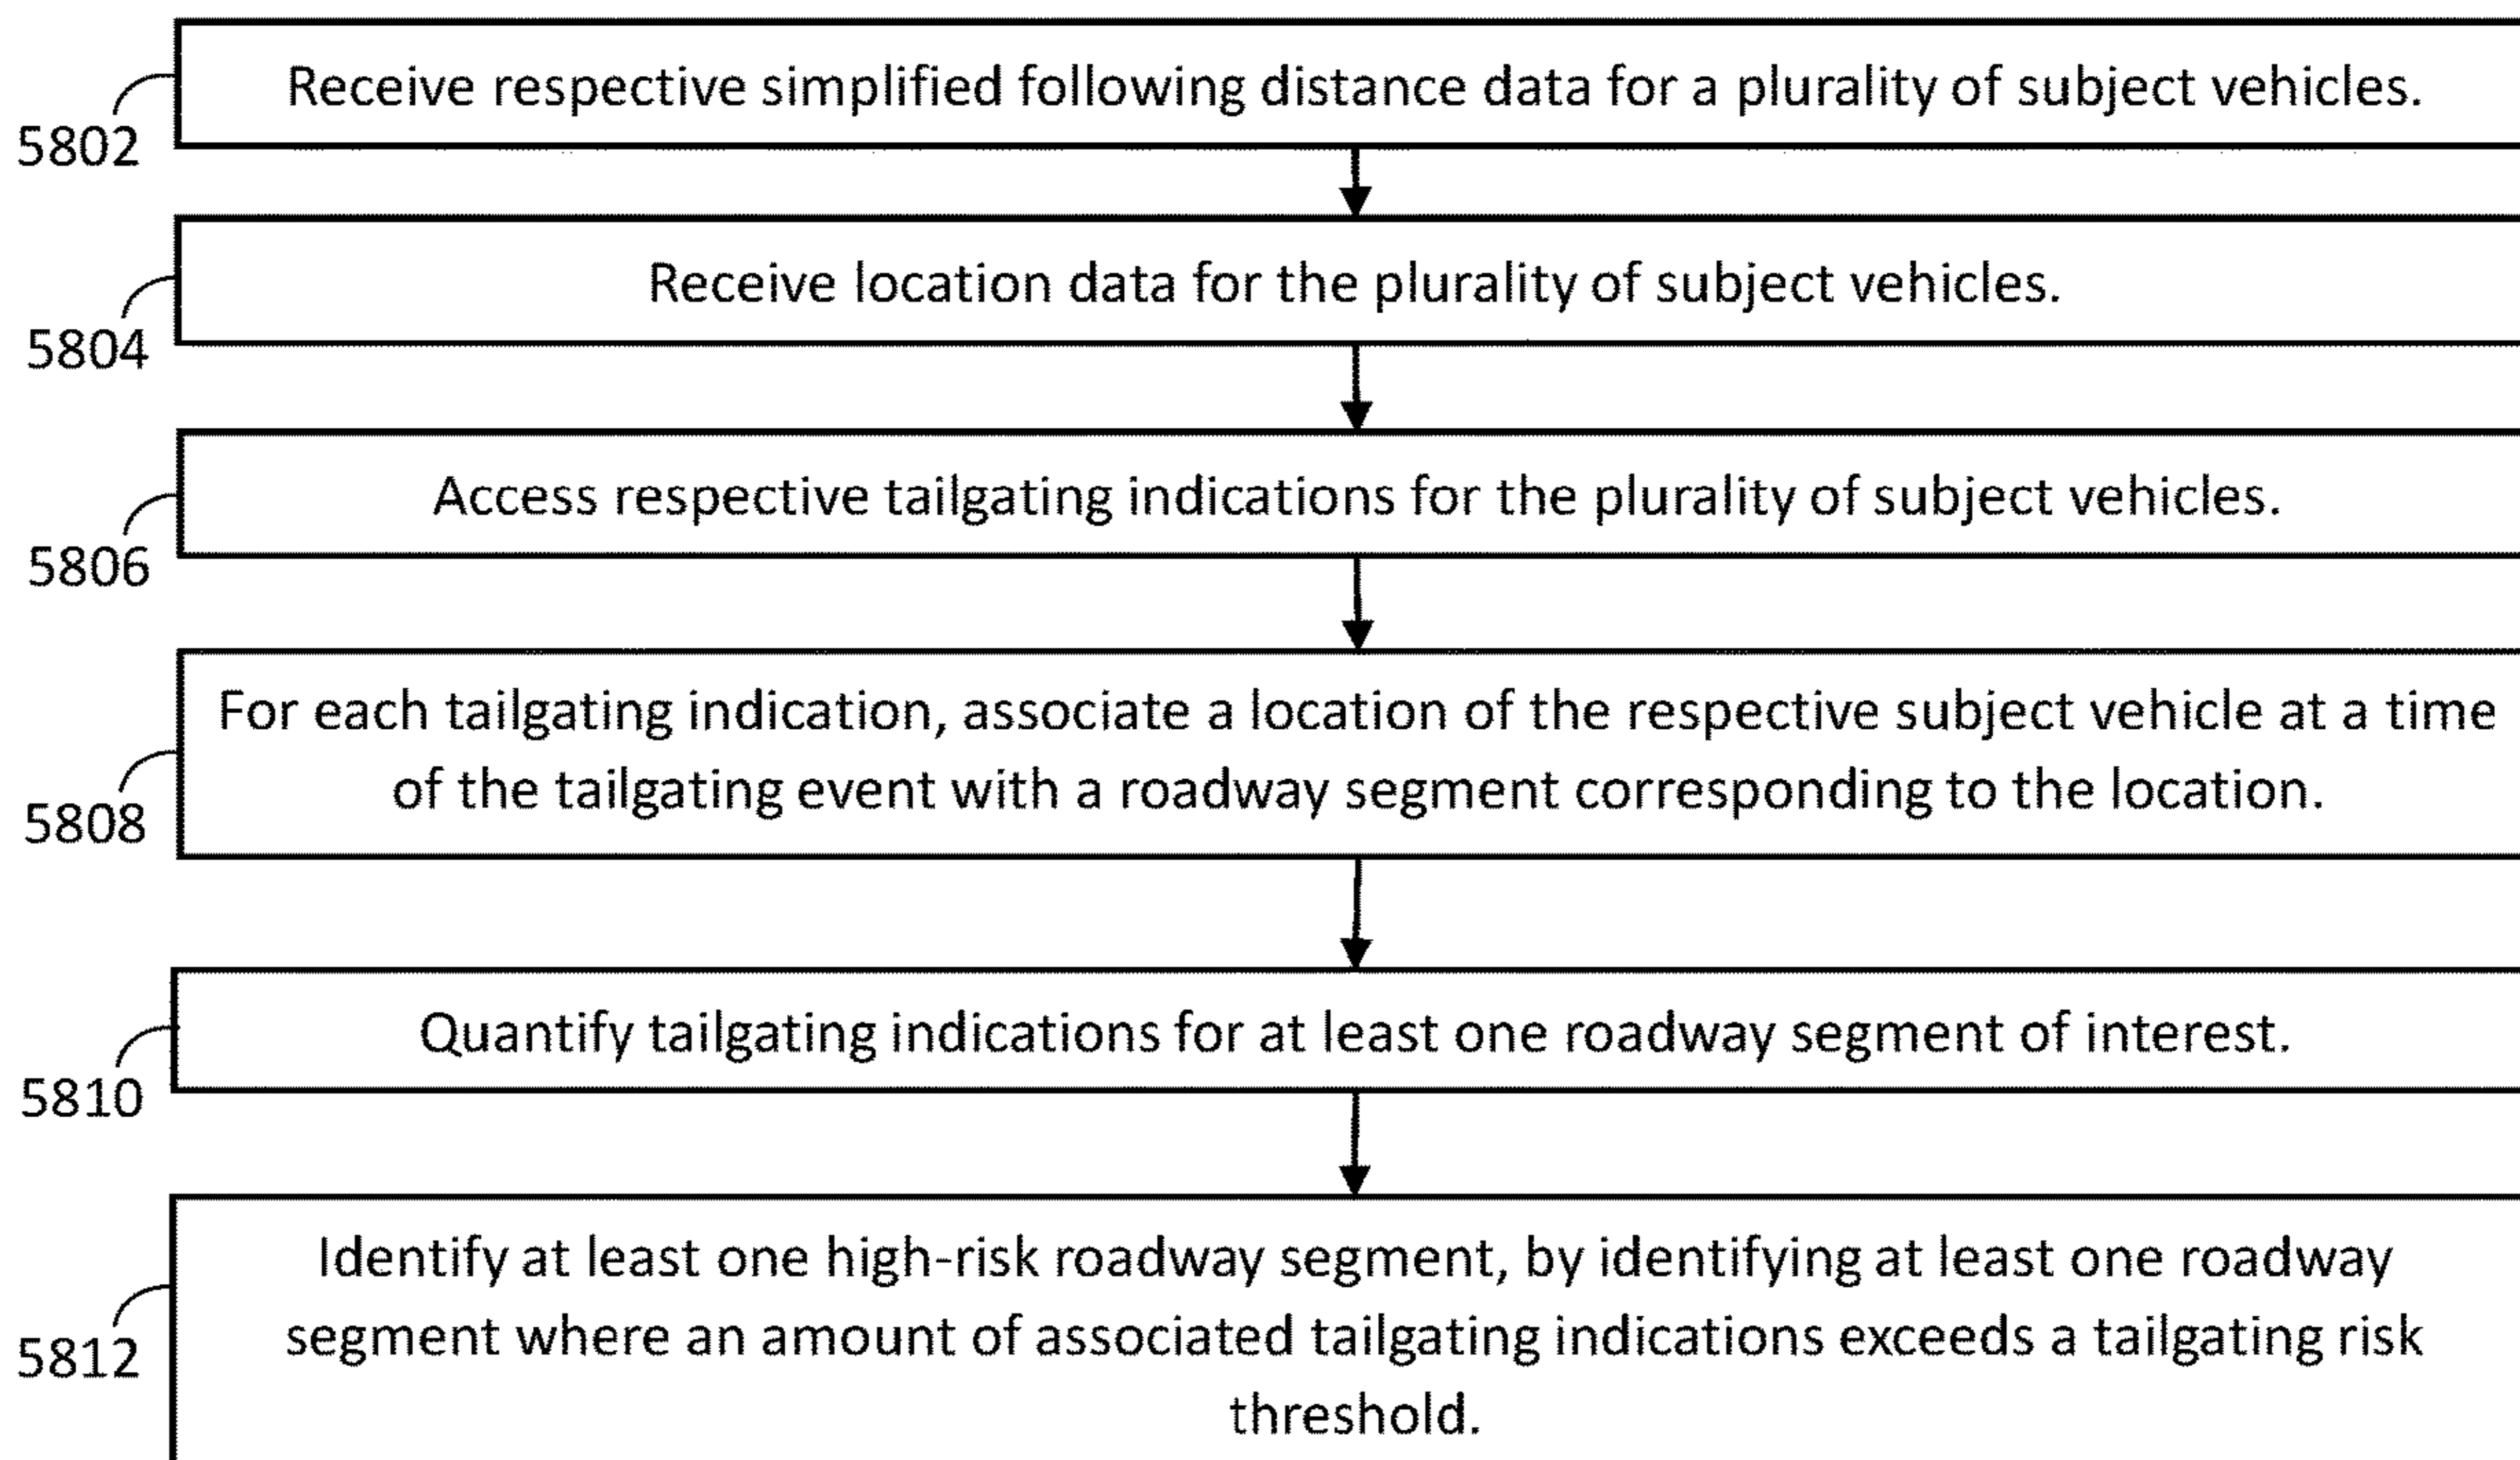 Receive respective simplified following distance data for a plurality of subject vehicles.
5802
Receive location data for the plurality of subject vehicles.
5804
Access respective tailgating indications for the plurality of subject vehicles.
5806
For each tailgating indication, associate a location of the respective subject vehicle at a time
of the tailgating event with a roadway segment corresponding to the location.
5808
Quantify tailgating indications for at least one roadway segment of interest.
5810
Identify at least one high-risk roadway segment, by identifying at least one roadway
segment where an amount of associated tailgating indications exceeds a tailgating risk
threshold.
5812